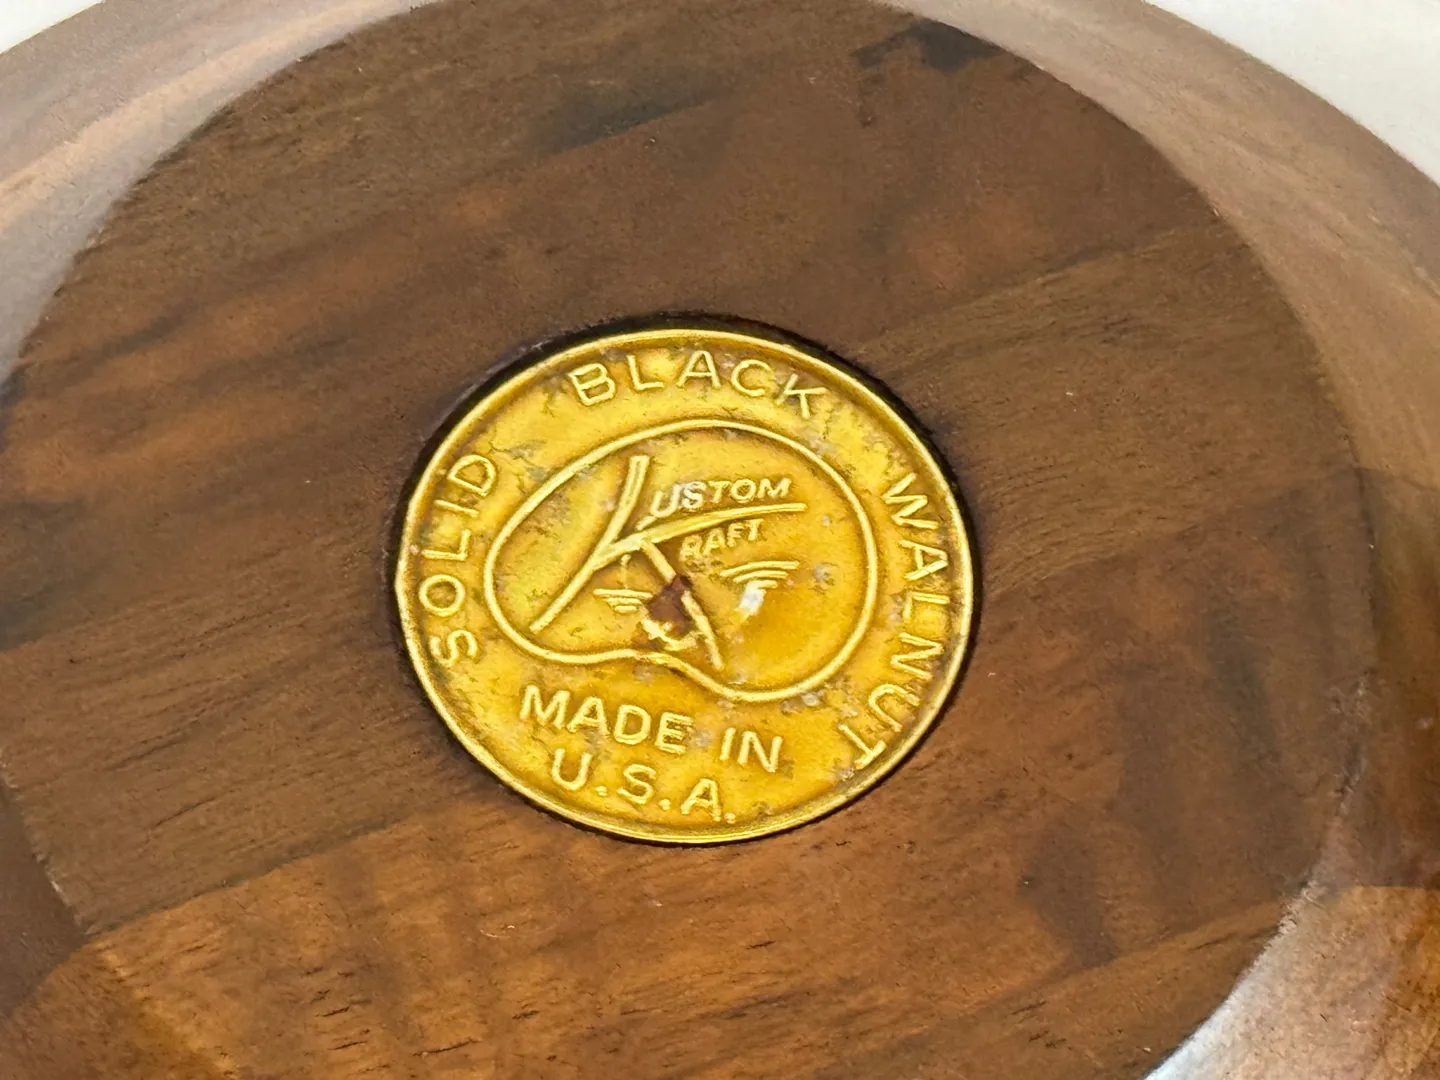 SOLID BLACK WALNUT
KUSTOM
KRAFT
MADE IN
U.S.A.